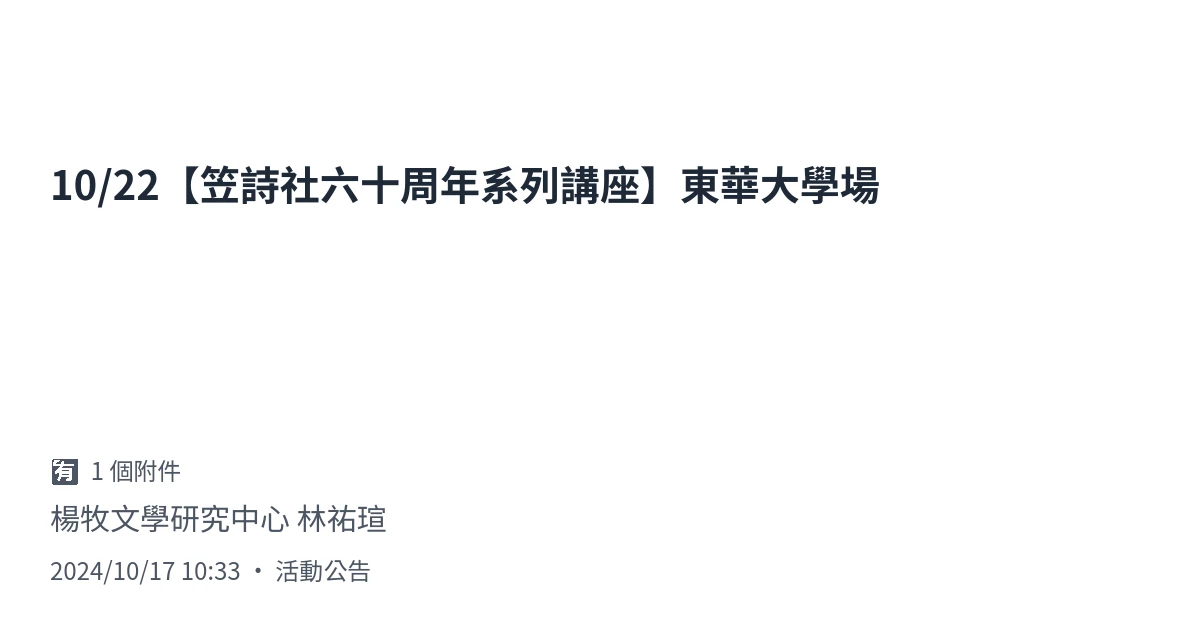 10/22【笠詩社六十周年系列講座】東華大學場
🈶 1 個附件
楊牧文學研究中心 林祐瑄
2024/10/17 10:33 • 活動公告